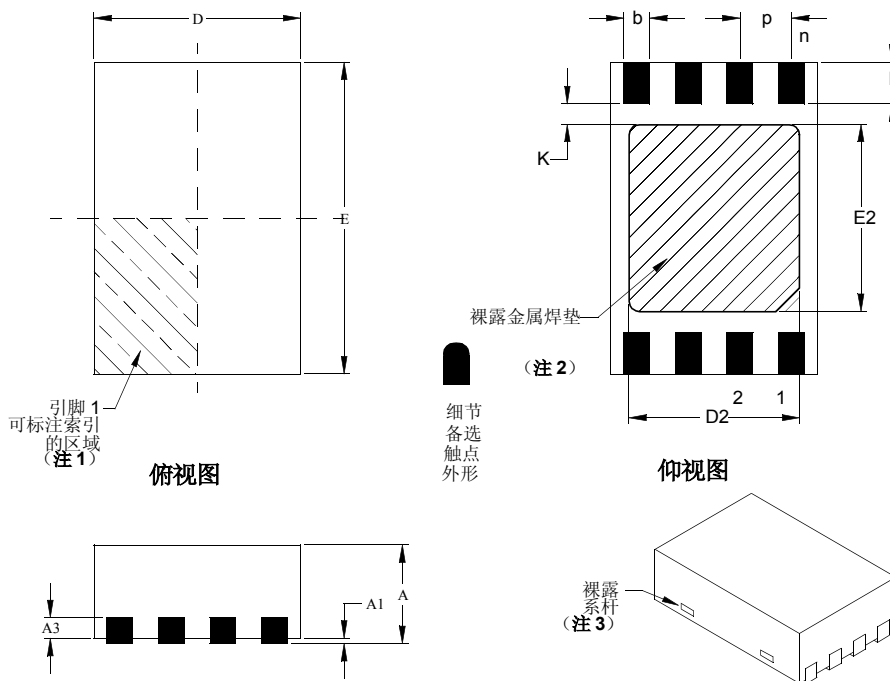 D
E
引脚 1
可标注索引
的区域
（注 1）
俯视图
b
p
n
K
E2
裸露金属焊垫
（注 2）
2
1
D2
细节
备选
触点
外形
仰视图
A3
A1
A
裸露
系杆
（注 3）